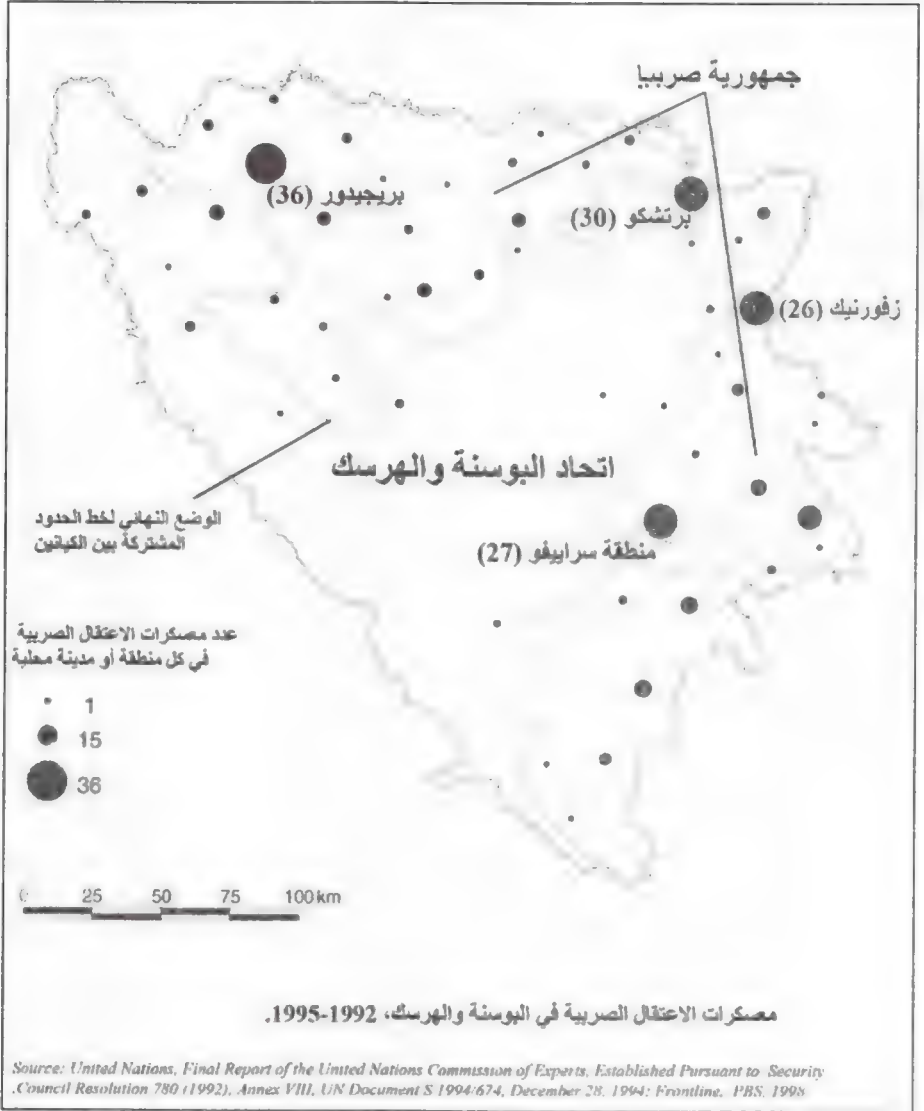 جمهورية صربيا
بريجيدور (36)
برتشكو (30)
زفورنيك (26)
اتحاد البوسنة والهرسك
الوضع النهائي لخط الحدود
المشتركة بين الكيانين
منطقة سراييفو (27)
عدد معسكرات الاعتقال الصربية
في كل منطقة أو مدينة محلية
1
15
36
0 25 50 75 100 km
معسكرات الاعتقال الصربية في البوسنة والهرسك، 1992-1995.
Source: United Nations, Final Report of the United Nations Commission of Experts, Established Pursuant to Security
.Council Resolution 780 (1992), Annex VIII, UN Document S 1994/674, December 28, 1994; Frontline, PBS, 1998